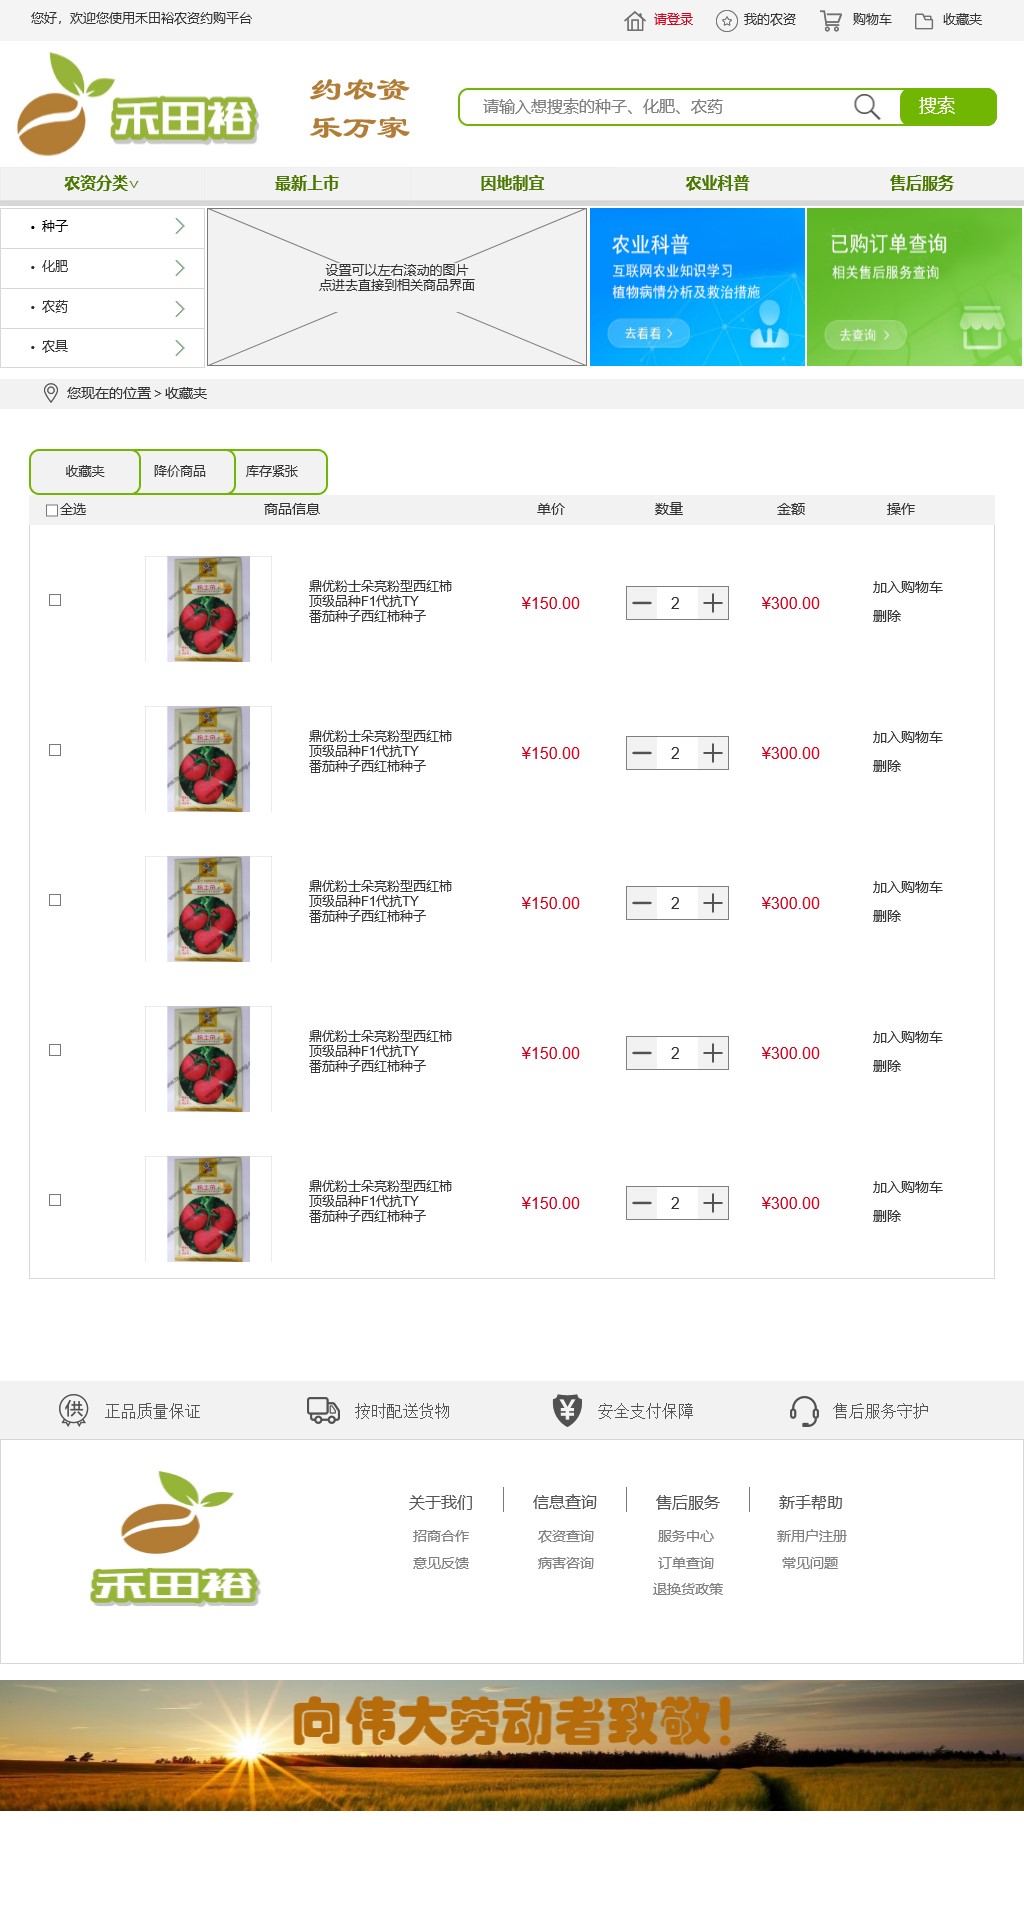 您好，欢迎您使用禾田裕农资约购平台
请登录 我的农资 购物车 收藏夹
禾田裕
约农资
乐万家
请输入想搜索的种子、化肥、农药 搜索
农资分类 最新上市 因地制宜 农业科普 售后服务
· 种子
· 化肥
· 农药
· 农具
设置可以左右滚动的图片
点进去直接到相关商品界面
农业科普
互联网农业知识学习
植物病情分析及救治措施
去看看 >
已购订单查询
相关售后服务查询
去查询 >
您现在的位置 > 收藏夹
收藏夹 降价商品 库存紧张
全选 商品信息 单价 数量 金额 操作
鼎优粉士朵亮粉型西红柿
顶级品种F1代抗TY
番茄种子西红柿种子
¥150.00 2 ¥300.00
加入购物车
删除
鼎优粉士朵亮粉型西红柿
顶级品种F1代抗TY
番茄种子西红柿种子
¥150.00 2 ¥300.00
加入购物车
删除
鼎优粉士朵亮粉型西红柿
顶级品种F1代抗TY
番茄种子西红柿种子
¥150.00 2 ¥300.00
加入购物车
删除
鼎优粉士朵亮粉型西红柿
顶级品种F1代抗TY
番茄种子西红柿种子
¥150.00 2 ¥300.00
加入购物车
删除
鼎优粉士朵亮粉型西红柿
顶级品种F1代抗TY
番茄种子西红柿种子
¥150.00 2 ¥300.00
加入购物车
删除
供 正品质量保证 按时配送货物 ¥ 安全支付保障 售后服务守护
禾田裕
关于我们 信息查询 售后服务 新手帮助
招商合作 农资查询 服务中心 新用户注册
意见反馈 病害咨询 订单查询 常见问题
退换货政策
向伟大劳动者致敬！